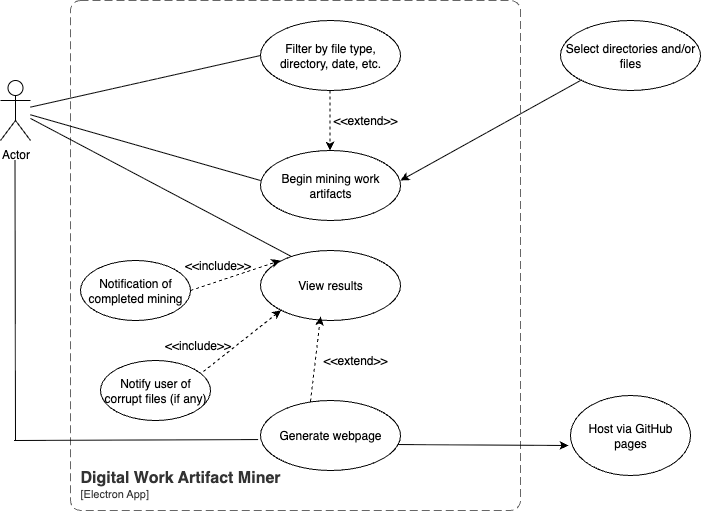 Filter by file type,
directory, date, etc.
Select directories and/or
files
<<extend>>
Actor
Begin mining work
artifacts
<<include>>
Notification of
completed mining
View results
<<include>>
<<extend>>
Notify user of
corrupt files (if any)
Generate webpage
Host via GitHub
pages
Digital Work Artifact Miner
[Electron App]